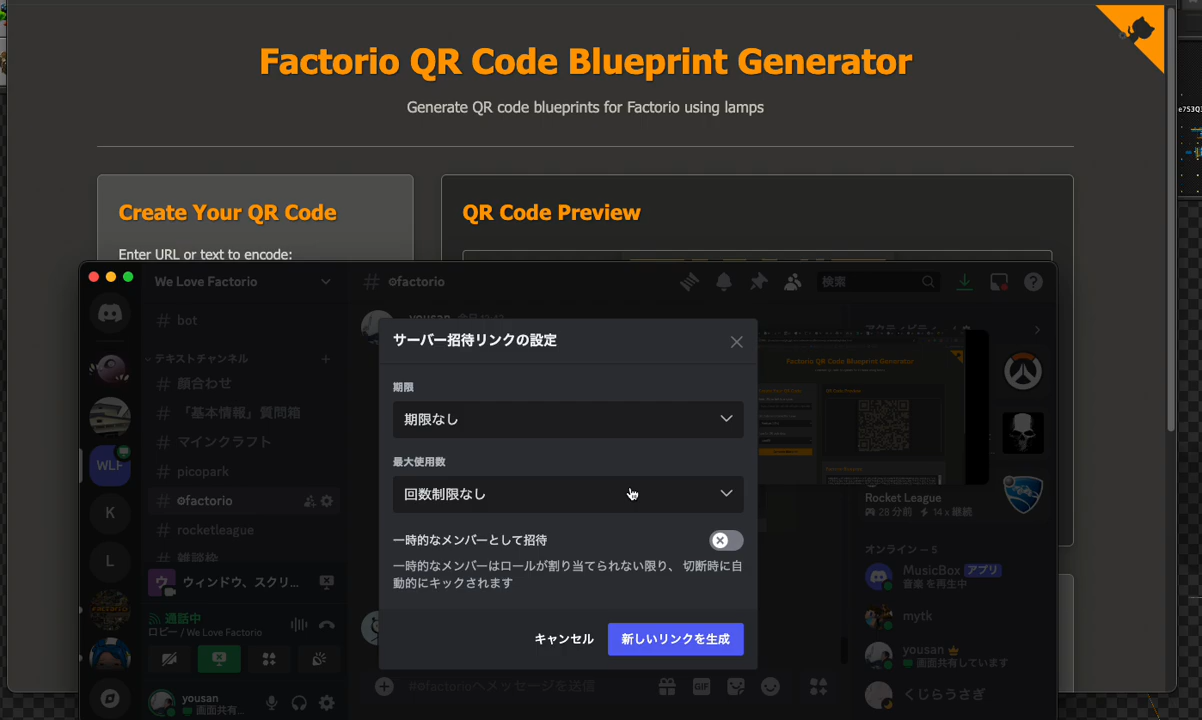 Factorio QR Code Blueprint Generator
Generate QR code blueprints for Factorio using lamps
Create Your QR Code
QR Code Preview
Enter URL or text to encode:
We Love Factorio
# ⚙factorio
検索
# bot
テキストチャンネル
# 顔合わせ
# 「基本情報」質問箱
# マインクラフト
# picopark
WLF
# ⚙factorio
# rocketleague
K
L
# 雑談枠
ウ
ウィンドウ、スクリ...
通話中
ロビー / We Love Factorio
yousan
画面共有...
yousan 今日
サーバー招待リンクの設定
期限
期限なし
最大使用数
回数制限なし
一時的なメンバーとして招待
一時的なメンバーはロールが割り当てられない限り、切断時に自
動的にキックされます
キャンセル
新しいリンクを生成
#⚙factorioへメッセージを送信
GIF
Factorio QR Code Blueprint Generator
Rocket League
28 分前 14 x 継続
オンライン — 5
MusicBox アプリ
音楽 を再生中
mytk
yousan
画面共有しています
くじらうさぎ